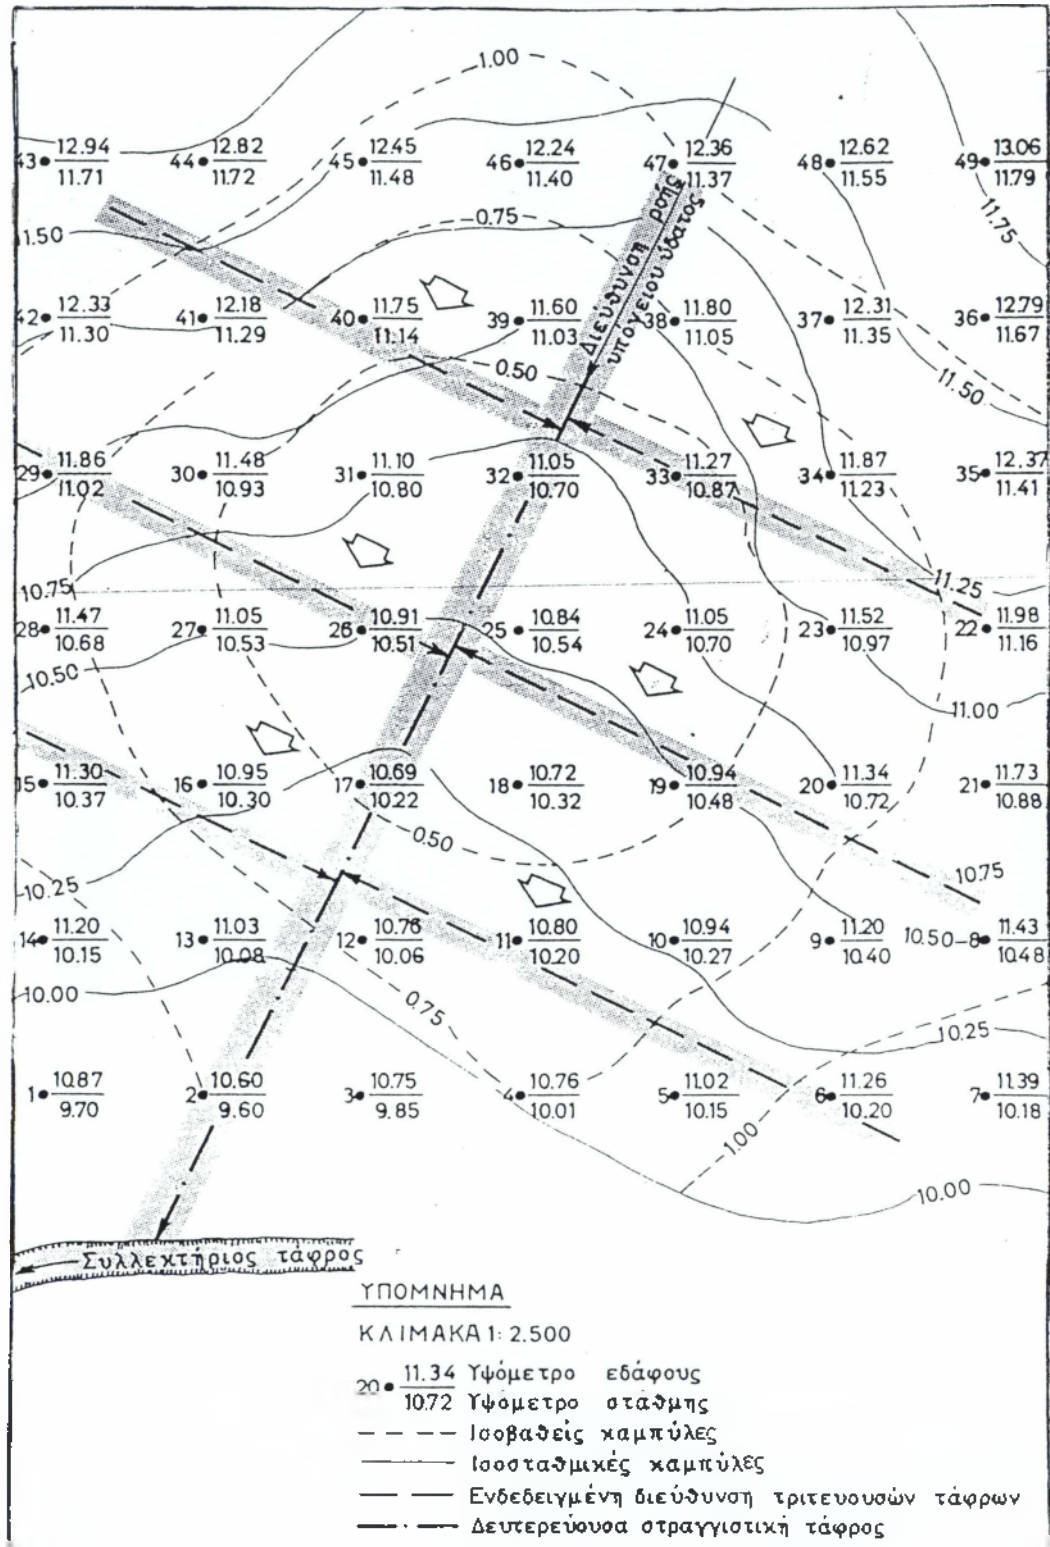 1.00
43 12.94 44 12.82 45 12.45 46 12.24 47 12.36 48 12.62 49 13.06
11.71 11.72 11.48 11.40 11.37 11.55 11.79
11.50 0.75 11.75
Διεύθυνση ροής
υπογείου ύδατος
42 12.33 41 12.18 40 11.75 39 11.60 38 11.80 37 12.31 36 12.79
11.30 11.29 11.14 11.03 11.05 11.35 11.67
0.50 11.50
29 11.86 30 11.48 31 11.10 32 11.05 33 11.27 34 11.87 35 12.37
11.02 10.93 10.80 10.70 10.87 11.23 11.41
10.75 11.25
28 11.47 27 11.05 26 10.91 25 10.84 24 11.05 23 11.52 22 11.98
10.68 10.53 10.51 10.54 10.70 10.97 11.16
10.50 11.00
15 11.30 16 10.95 17 10.69 18 10.72 19 10.94 20 11.34 21 11.73
10.37 10.30 10.22 10.32 10.48 10.72 10.88
0.50
10.25 10.75
14 11.20 13 11.03 12 10.76 11 10.80 10 10.94 9 11.20 10.50 8 11.43
10.15 10.08 10.06 10.20 10.27 10.40 10.48
10.00 0.75 10.25
1 10.87 2 10.60 3 10.75 4 10.76 5 11.02 6 11.26 7 11.39
9.70 9.60 9.85 10.01 10.15 10.20 10.18
1.00
10.00
Συλλεκτήριος τάφρος
ΥΠΟΜΝΗΜΑ
ΚΛΙΜΑΚΑ 1: 2.500
20 11.34 Υψόμετρο εδάφους
10.72 Υψόμετρο στάθμης
Ισοβαθείς καμπύλες
Ισοσταθμικές καμπύλες
Ενδεδειγμένη διεύθυνση τριτευουσών τάφρων
Δευτερεύουσα στραγγιστική τάφρος